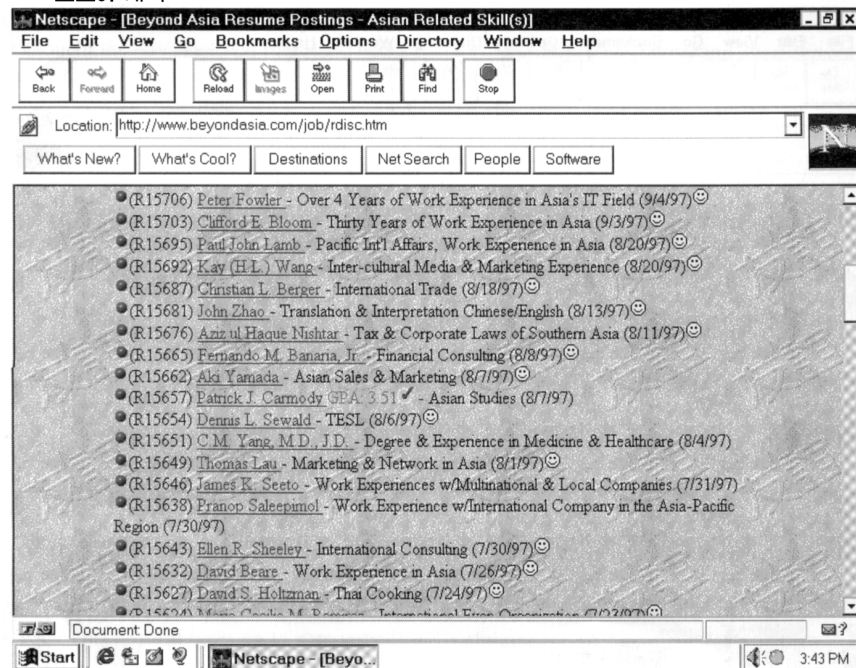 Netscape - [Beyond Asia Resume Postings - Asian Related Skill(s)]
File Edit View Go Bookmarks Options Directory Window Help
Back Forward Home Reload Images Open Print Find Stop
Location: http://www.beyondasia.com/job/rdisc.htm
N
What's New? What's Cool? Destinations Net Search People Software
(R15706) Peter Fowler - Over 4 Years of Work Experience in Asia's IT Field (9/4/97)
(R15703) Clifford E. Bloom - Thirty Years of Work Experience in Asia (9/3/97)
(R15695) Paul John Lamb - Pacific Int'l Affairs, Work Experience in Asia (8/20/97)
(R15692) Kay (H.L.) Wang - Inter-cultural Media & Marketing Experience (8/20/97)
(R15687) Christian L. Berger - International Trade (8/18/97)
(R15681) John Zhao - Translation & Interpretation Chinese/English (8/13/97)
(R15676) Aziz ul Haque Nishtar - Tax & Corporate Laws of Southern Asia (8/11/97)
(R15665) Fernando M. Banaria, Jr. - Financial Consulting (8/8/97)
(R15662) Aki Yamada - Asian Sales & Marketing (8/7/97)
(R15657) Patrick J. Carmody GPA: 3.51 ✔ - Asian Studies (8/7/97)
(R15654) Dennis L. Sewald - TESL (8/6/97)
(R15651) C.M. Yang, M.D., J.D. - Degree & Experience in Medicine & Healthcare (8/4/97)
(R15649) Thomas Lau - Marketing & Network in Asia (8/1/97)
(R15646) James K. Seeto - Work Experiences w/Multinational & Local Companies (7/31/97)
(R15638) Pranop Saleepimol - Work Experience w/International Company in the Asia-Pacific
Region (7/30/97)
(R15643) Ellen R. Sheeley - International Consulting (7/30/97)
(R15632) David Beare - Work Experience in Asia (7/26/97)
(R15627) David S. Holtzman - Thai Cooking (7/24/97)
(R15624) Maria Cecilia M. - International (7/23/97)
Document: Done
Start Netscape - [Beyo... 3:43 PM